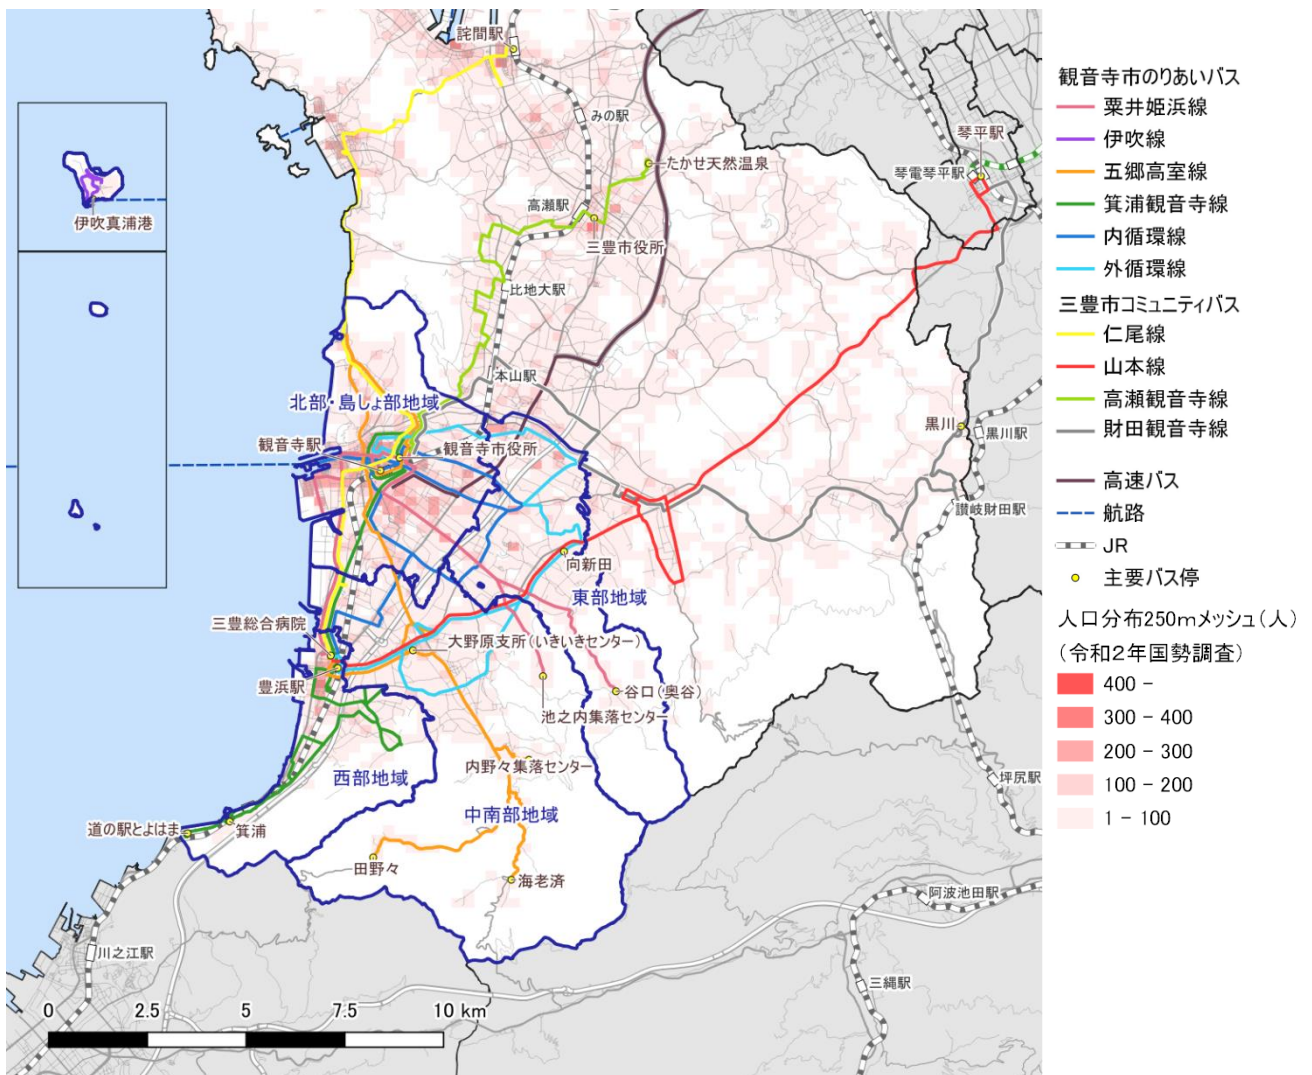 詫間駅
みの駅
たかせ天然温泉
琴平駅
琴電琴平駅
高瀬駅
三豊市役所
伊吹真浦港
比地大駅
本山駅
北部・島しょ部地域
観音寺駅
観音寺市役所
黒川
黒川駅
讃岐財田駅
向新田
東部地域
三豊総合病院
大野原支所(いきいきセンター)
豊浜駅
谷口(奥谷)
池之内集落センター
内野々集落センター
西部地域
坪尻駅
中南部地域
道の駅とよはま
箕浦
田野々
海老済
阿波池田駅
川之江駅
三縄駅
0 2.5 5 7.5 10 km
観音寺市のりあいバス
粟井姫浜線
伊吹線
五郷高室線
箕浦観音寺線
内循環線
外循環線
三豊市コミュニティバス
仁尾線
山本線
高瀬観音寺線
財田観音寺線
高速バス
航路
JR
主要バス停
人口分布250mメッシュ(人)
(令和2年国勢調査)
400 -
300 - 400
200 - 300
100 - 200
1 - 100